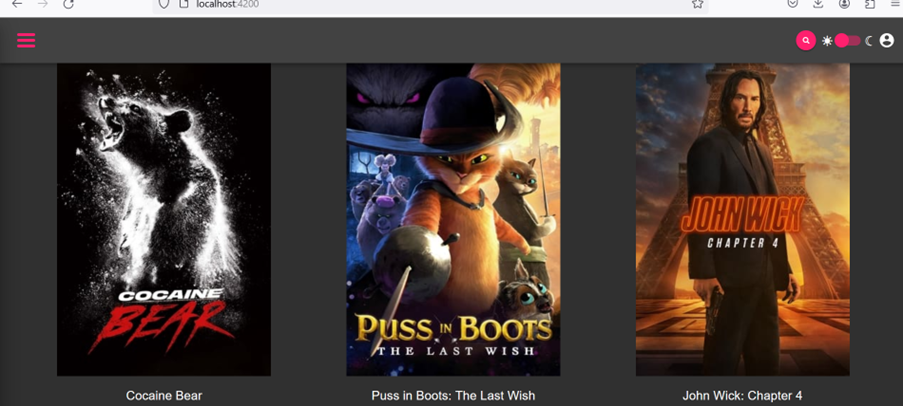 localhost:4200
COCAINE
BEAR
PUSS IN BOOTS
THE LAST WISH
JOHN WICK
CHAPTER 4
Cocaine Bear
Puss in Boots: The Last Wish
John Wick: Chapter 4